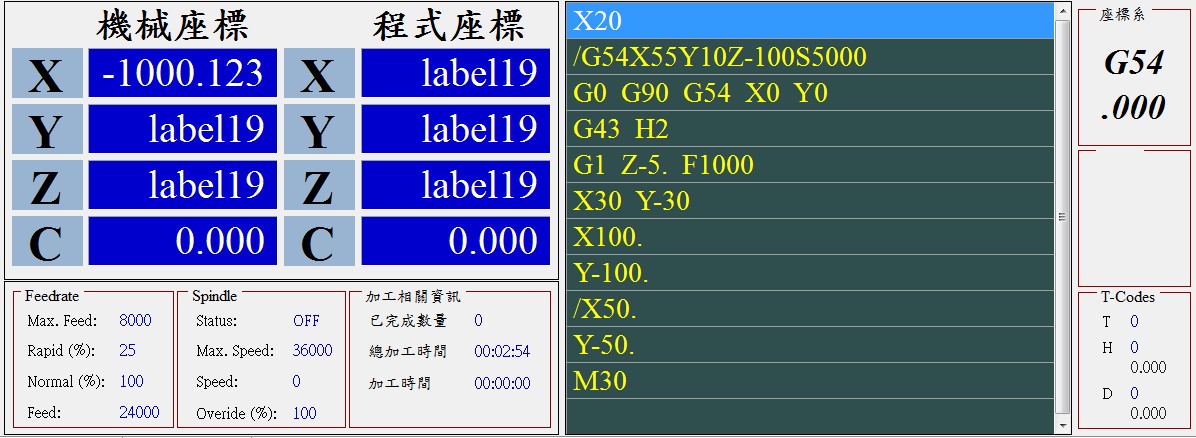 機械座標 程式座標
X -1000.123 X label19
Y label19 Y label19
Z label19 Z label19
C 0.000 C 0.000
Feedrate
Max. Feed: 8000
Rapid (%): 25
Normal (%): 100
Feed: 24000
Spindle
Status: OFF
Max. Speed: 36000
Speed: 0
Overide (%): 100
加工相關資訊
已完成數量 0
總加工時間 00:02:54
加工時間 00:00:00
X20
/G54X55Y10Z-100S5000
G0 G90 G54 X0 Y0
G43 H2
G1 Z-5. F1000
X30 Y-30
X100.
Y-100.
/X50.
Y-50.
M30
座標系
G54
.000
T-Codes
T 0
H 0
0.000
D 0
0.000